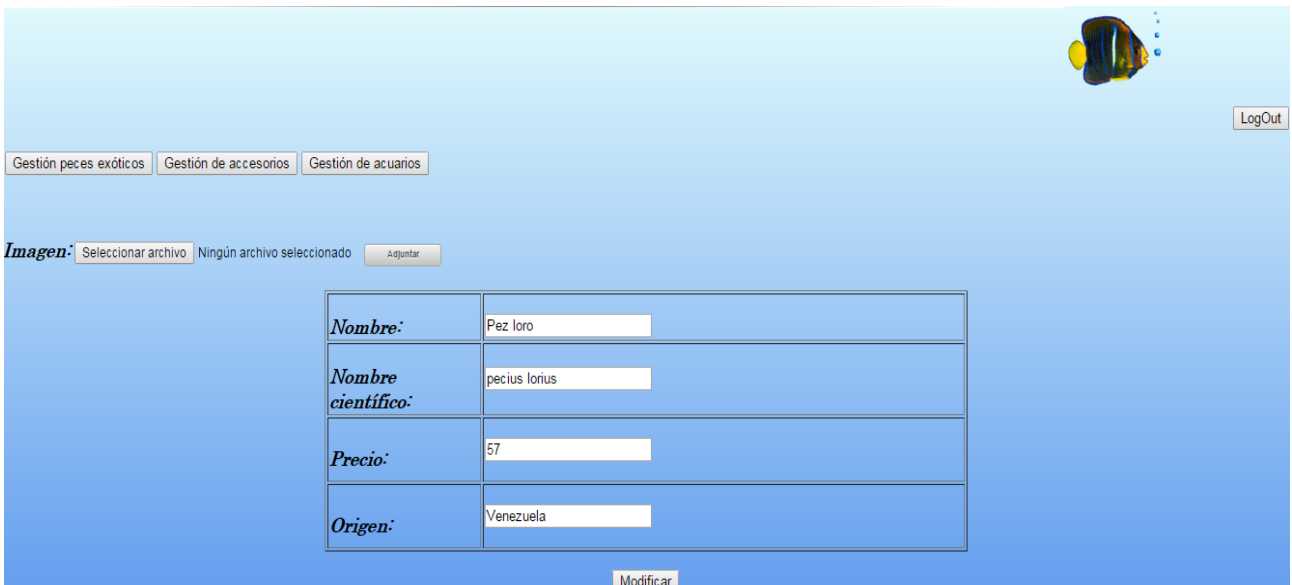 LogOut
Gestión peces exóticos Gestión de accesorios Gestión de acuarios
Imagen: Seleccionar archivo Ningún archivo seleccionado Adjuntar
Nombre: Pez loro
Nombre
científico: pecius lorius
Precio: 57
Origen: Venezuela
Modificar